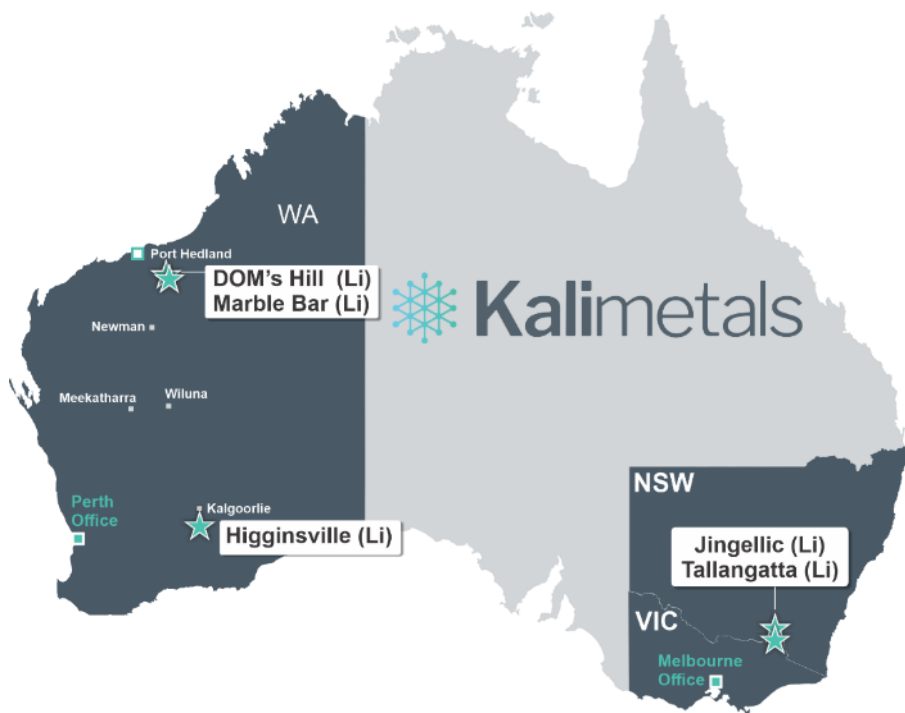 WA
Port Hedland
DOM's Hill (Li)
Marble Bar (Li)
Kalimetals
Newman
Meekatharra
Wiluna
Perth
Office
Kalgoorlie
Higginsville (Li)
NSW
Jingellic (Li)
Tallangatta (Li)
VIC
Melbourne
Office